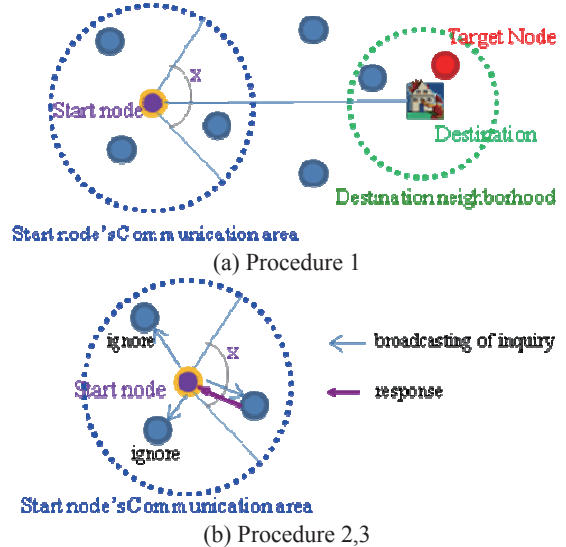 Target Node
x
Start node
Destination
Destination neighborhood
Start node's Communication area
(a) Procedure 1
ignore
x
broadcasting of inquiry
Start node
response
ignore
Start node's Communication area
(b) Procedure 2,3